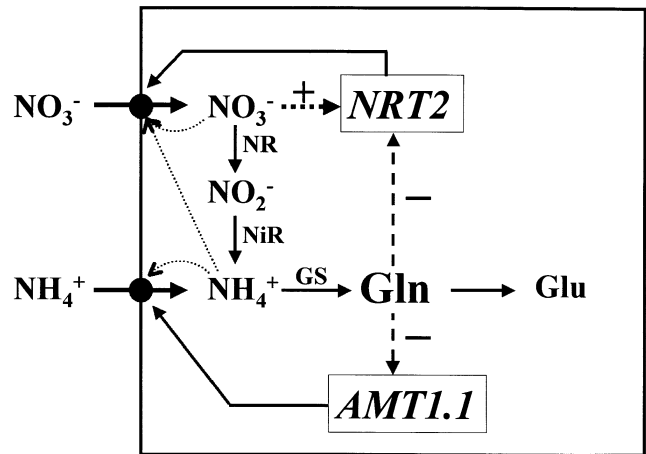 NO₃⁻ NO₃⁻ + NRT2
NR
NO₂⁻
−
NiR
NH₄⁺ NH₄⁺ GS Gln Glu
−
AMT1.1